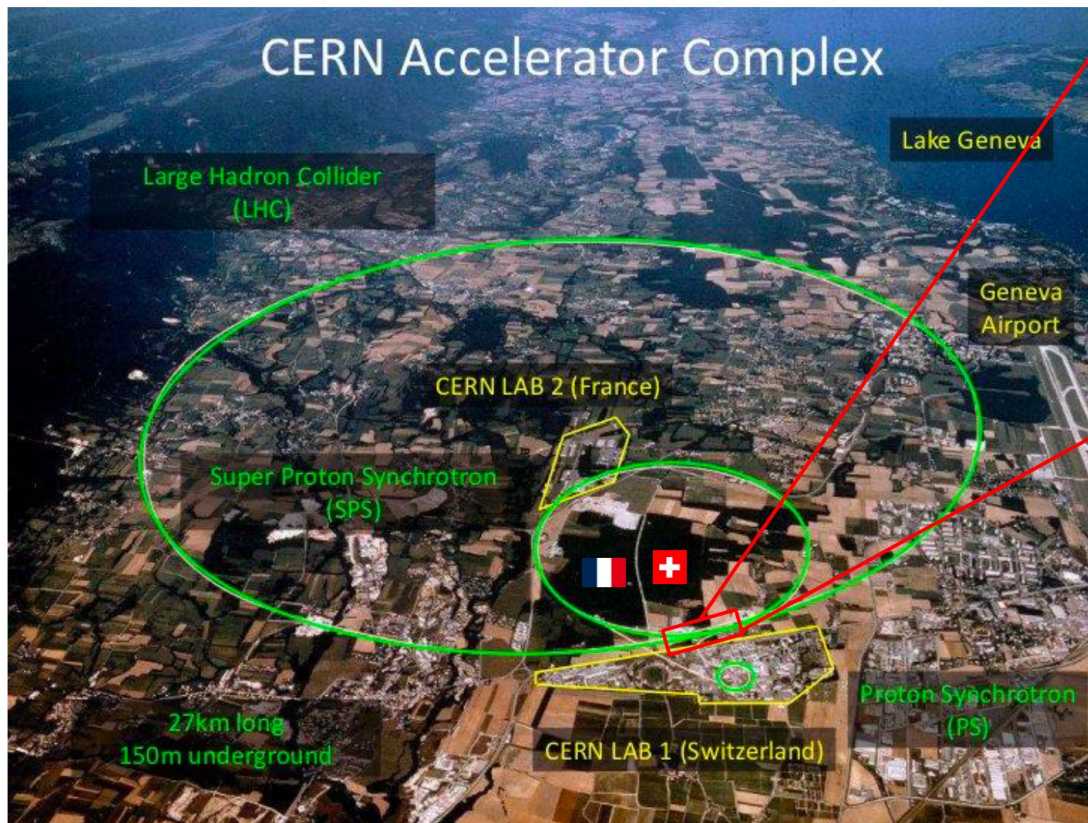 CERN Accelerator Complex
Lake Geneva
Large Hadron Collider
(LHC)
Geneva
Airport
CERN LAB 2 (France)
Super Proton Synchrotron
(SPS)
Proton Synchrotron
(PS)
27km long
150m underground
CERN LAB 1 (Switzerland)